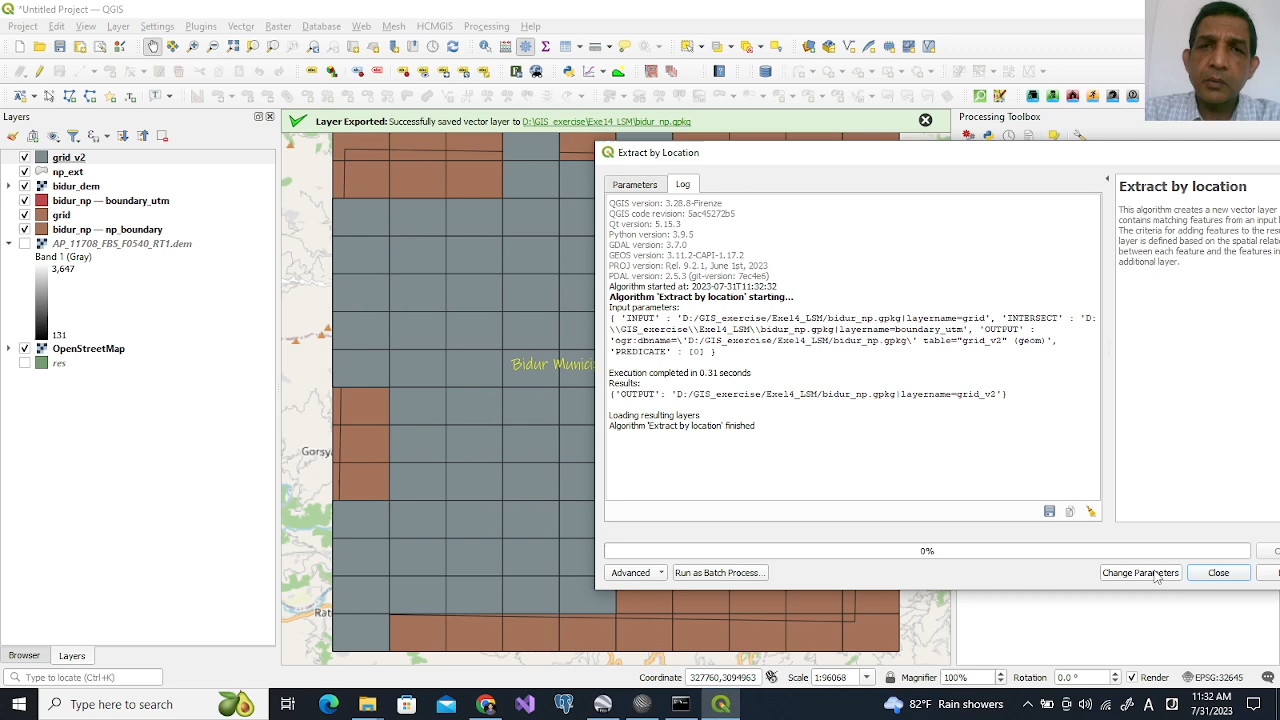 *Untitled Project — QGIS
Project Edit View Layer Settings Plugins Vector Raster Database Web Mesh HCMGIS Processing Help
Layers
Layer Exported: Successfully saved vector layer to D:\GIS_exercise\Exe14_LSM\bidur_np.gpkg
Processing Toolbox
grid_v2
np_ext
bidur_dem
bidur_np — boundary_utm
grid
bidur_np — np_boundary
AP_11708_FBS_F0540_RT1.dem
Band 1 (Gray)
3,647
131
OpenStreetMap
res
Bidur Munici
Gorsya
Rat
Extract by Location
Parameters
Log
QGIS version: 3.28.8-Firenze
QGIS code revision: 5ac45272b5
Qt version: 5.15.3
Python version: 3.9.5
GDAL version: 3.7.0
GEOS version: 3.11.2-CAPI-1.17.2
PROJ version: Rel. 9.2.1, June 1st, 2023
PDAL version: 2.5.3 (git-version: 7ec4e6)
Algorithm started at: 2023-07-31T11:32:32
Algorithm 'Extract by location' starting…
Input parameters:
{ 'INPUT' : 'D:/GIS_exercise/Exe14_LSM/bidur_np.gpkg|layername=grid', 'INTERSECT' : 'D:
\\GIS_exercise\\Exe14_LSM\\bidur_np.gpkg|layername=boundary_utm', 'OUTPUT' :
'ogr:dbname=\'D:/GIS_exercise/Exe14_LSM/bidur_np.gpkg\' table="grid_v2" (geom)',
'PREDICATE' : [0] }
Execution completed in 0.31 seconds
Results:
{'OUTPUT': 'D:/GIS_exercise/Exe14_LSM/bidur_np.gpkg|layername=grid_v2'}
Loading resulting layers
Algorithm 'Extract by location' finished
Extract by location
This algorithm creates a new vector layer
contains matching features from an input l
The criteria for adding features to the resu
layer is defined based on the spatial relatio
between each feature and the features in
additional layer.
0%
Advanced
Run as Batch Process…
Change Parameters
Close
Browser
Layers
Type to locate (Ctrl+K)
Coordinate 327760,3094963
Scale 1:96068
Magnifier 100%
Rotation 0.0 °
Render
EPSG:32645
Type here to search
82°F Rain showers
11:32 AM
7/31/2023